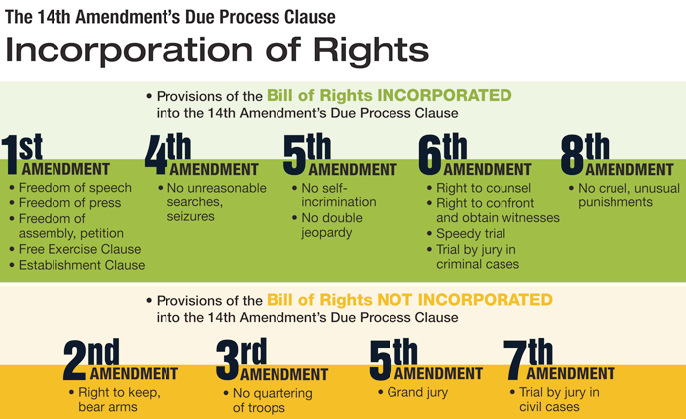 The 14th Amendment's Due Process Clause
Incorporation of Rights
• Provisions of the Bill of Rights INCORPORATED
into the 14th Amendment's Due Process Clause
1st
AMENDMENT
• Freedom of speech
• Freedom of press
• Freedom of
assembly, petition
• Free Exercise Clause
• Establishment Clause
4th
AMENDMENT
• No unreasonable
searches,
seizures
5th
AMENDMENT
• No self-
incrimination
• No double
jeopardy
6th
AMENDMENT
• Right to counsel
• Right to confront
and obtain witnesses
• Speedy trial
• Trial by jury in
criminal cases
8th
AMENDMENT
• No cruel, unusual
punishments
• Provisions of the Bill of Rights NOT INCORPORATED
into the 14th Amendment's Due Process Clause
2nd
AMENDMENT
• Right to keep,
bear arms
3rd
AMENDMENT
• No quartering
of troops
5th
AMENDMENT
• Grand jury
7th
AMENDMENT
• Trial by jury in
civil cases